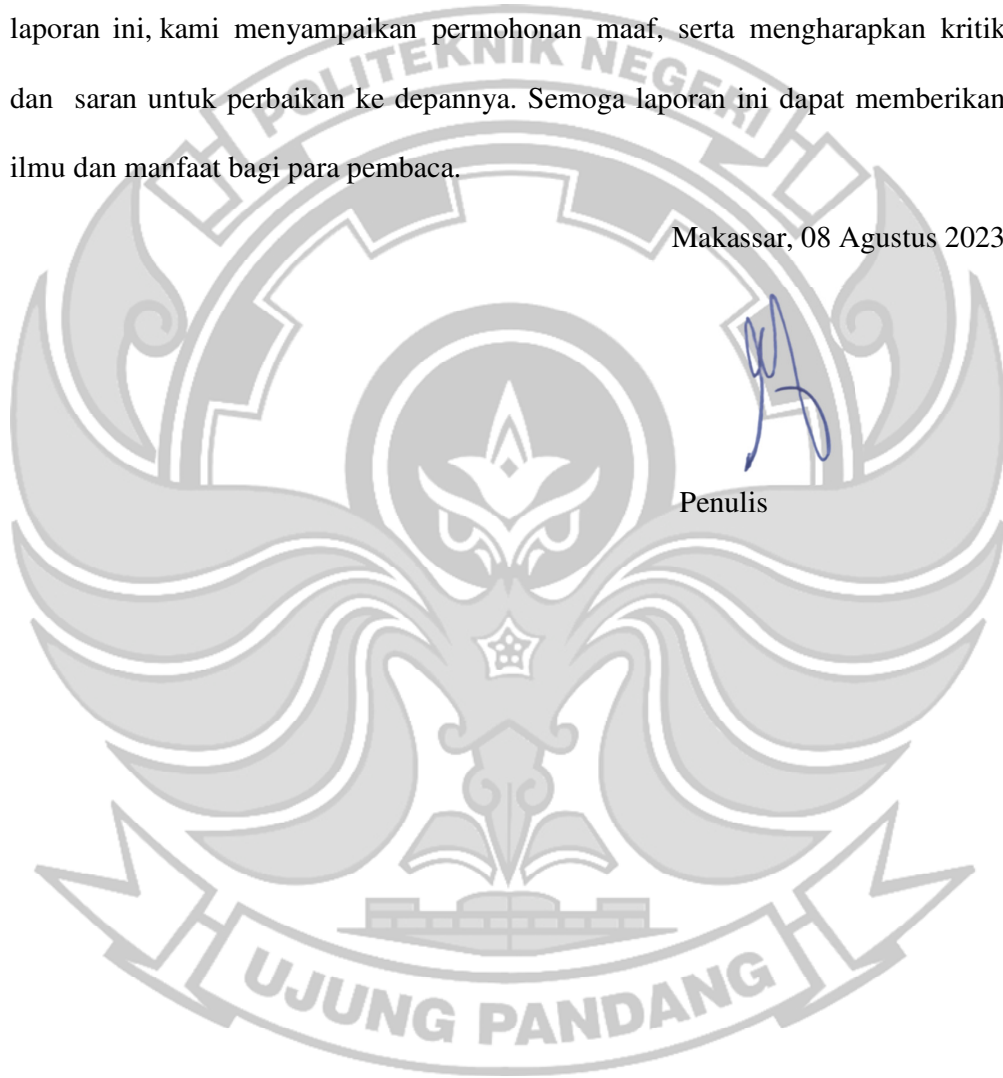 laporan ini, kami menyampaikan permohonan maaf, serta mengharapkan kritik
dan saran untuk perbaikan ke depannya. Semoga laporan ini dapat memberikan
ilmu dan manfaat bagi para pembaca.
Makassar, 08 Agustus 2023
Penulis
POLITEKNIK NEGERI
UJUNG PANDANG